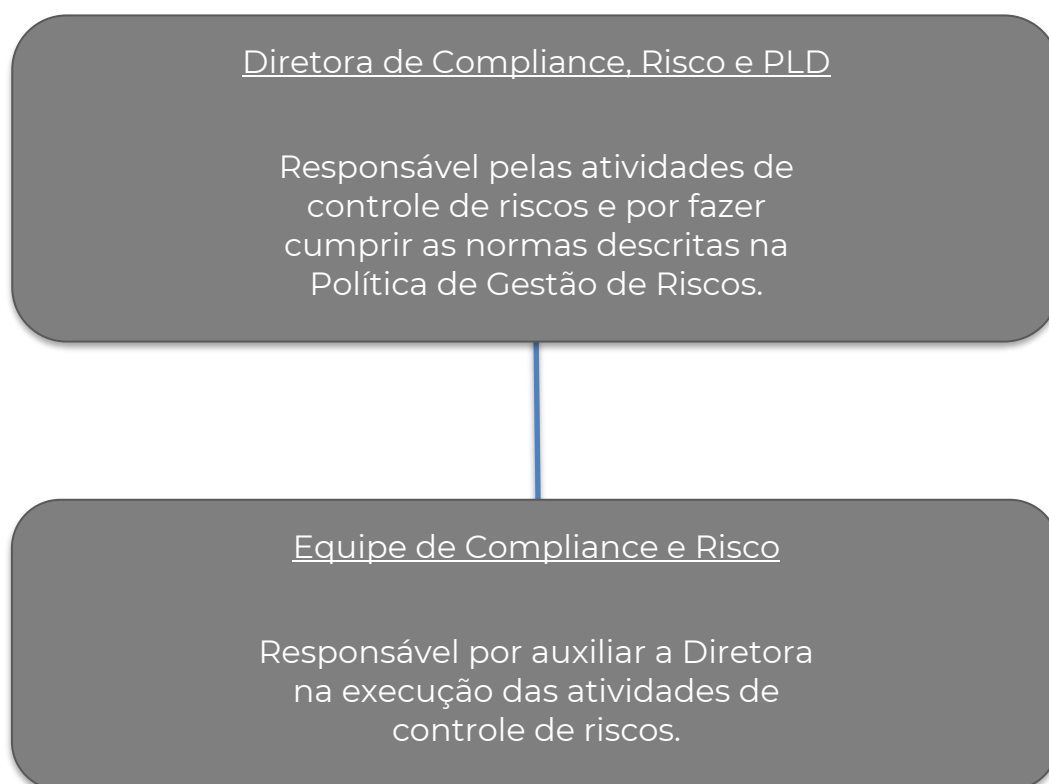 Diretora de Compliance, Risco e PLD
Responsável pelas atividades de
controle de riscos e por fazer
cumprir as normas descritas na
Política de Gestão de Riscos.
Equipe de Compliance e Risco
Responsável por auxiliar a Diretora
na execução das atividades de
controle de riscos.